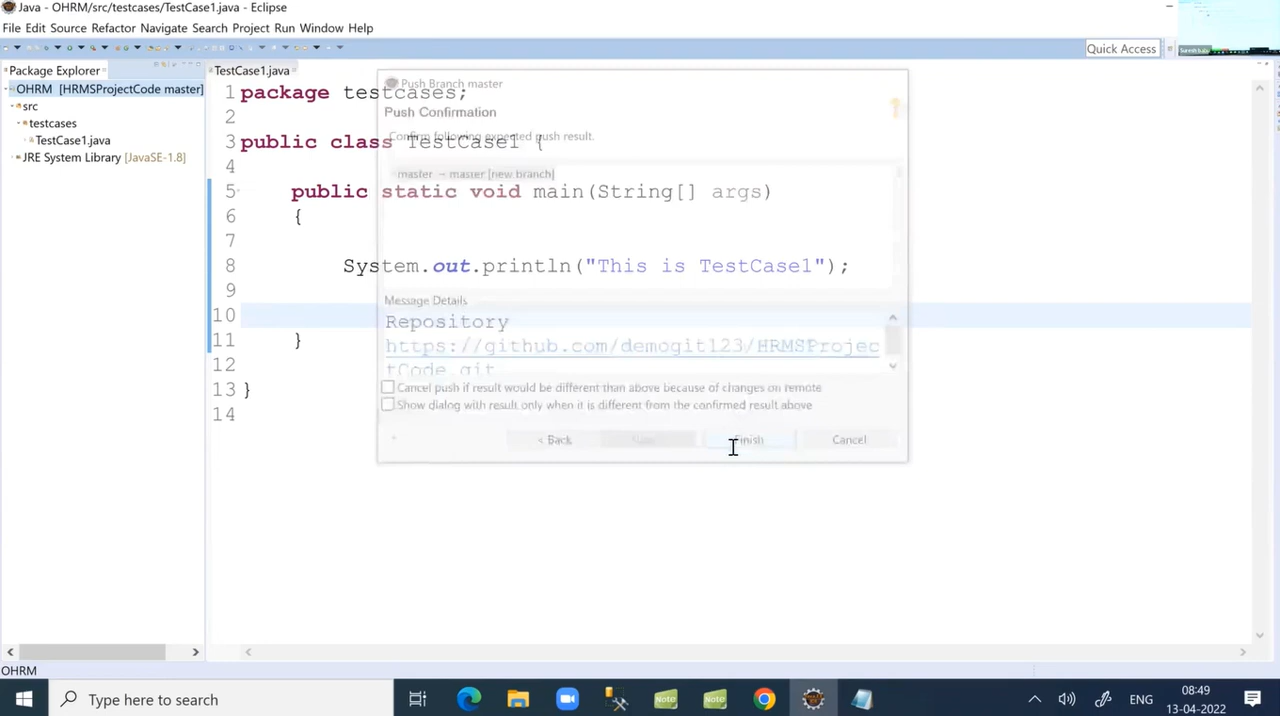 Java - OHRM/src/testcases/TestCase1.java - Eclipse
File Edit Source Refactor Navigate Search Project Run Window Help
Quick Access
Package Explorer
TestCase1.java
OHRM [HRMSProjectCode master]
src
testcases
TestCase1.java
JRE System Library [JavaSE-1.8]
1 package testcases;
2
3 public class TestCase1 {
4
5 public static void main(String[] args)
6 {
7
8 System.out.println("This is TestCase1");
9
10
11 }
12
13 }
14
Push Branch master
Push Confirmation
Confirm following expected push result.
master → master [new branch]
Message Details
Repository
https://github.com/demogit123/HRMSProjec
tCode.git
Cancel push if result would be different than above because of changes on remote
Show dialog with result only when it is different from the confirmed result above
< Back Finish Cancel
OHRM
Type here to search
Note
Note
ENG
08:49
13-04-2022